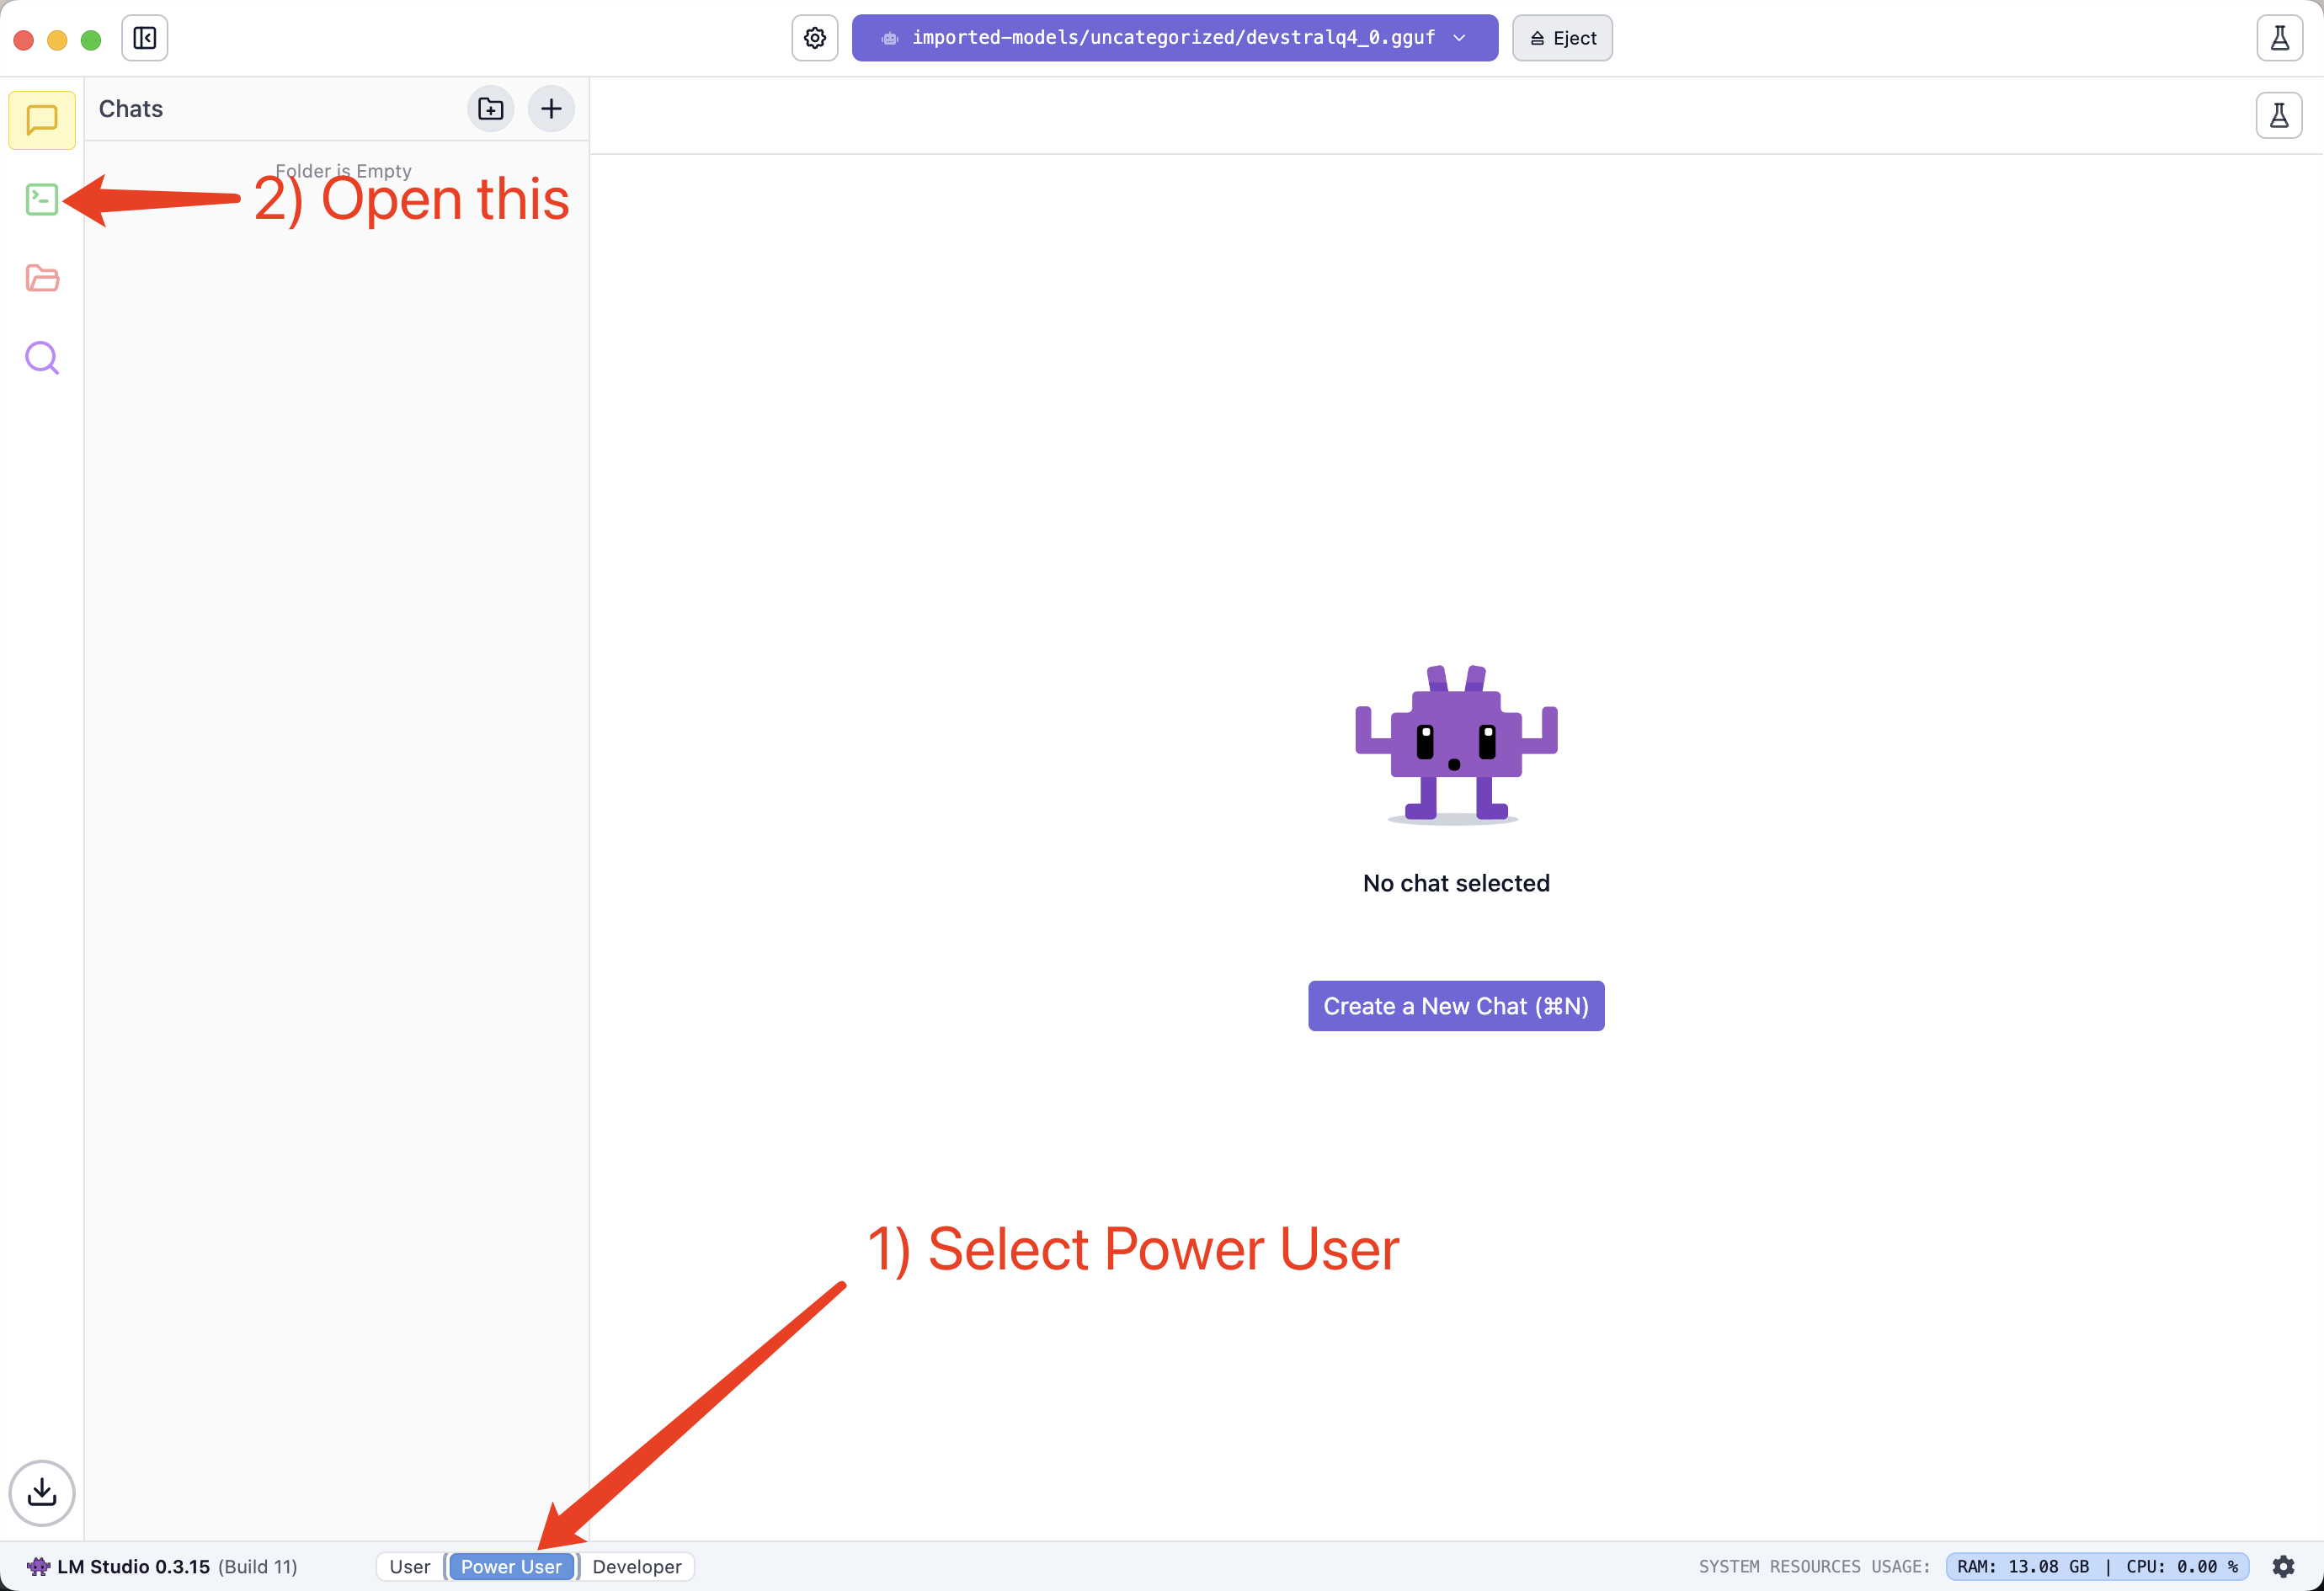 imported-models/uncategorized/devstralq4_0.gguf
Eject
Chats
Folder is Empty
2) Open this
No chat selected
Create a New Chat (⌘N)
1) Select Power User
LM Studio 0.3.15 (Build 11)
User
Power User
Developer
SYSTEM RESOURCES USAGE:
RAM: 13.08 GB | CPU: 0.00 %